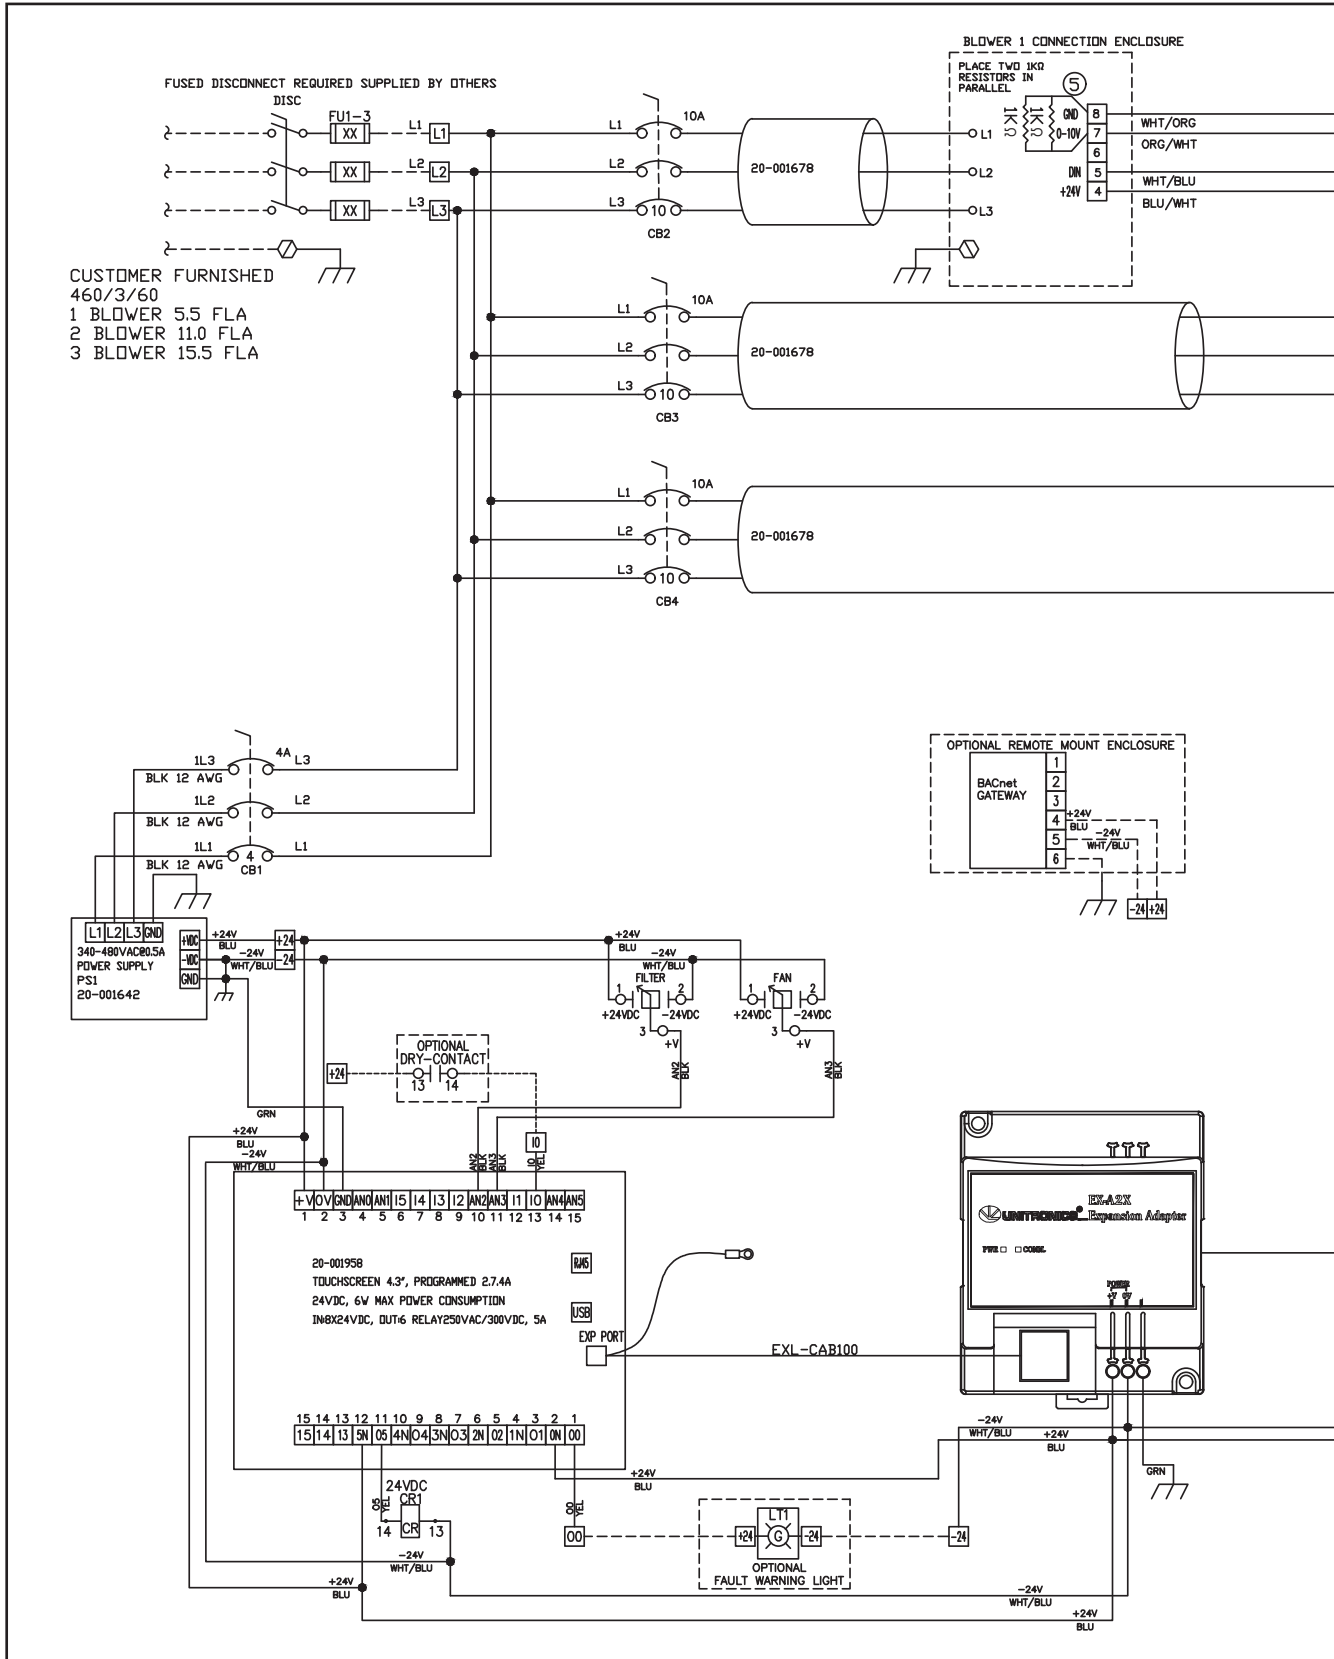 BLOWER 1 CONNECTION ENCLOSURE
PLACE TWO 1KΩ
RESISTORS IN
PARALLEL
5
1KΩ
1KΩ
GND 8
0-10V 7
6
DIN 5
+24V 4
WHT/ORG
ORG/WHT
WHT/BLU
BLU/WHT
FUSED DISCONNECT REQUIRED SUPPLIED BY OTHERS
DISC
FU1-3
XX L1 L1
XX L2 L2
XX L3 L3
L1 10A
L2
L3 10
CB2
20-001678
L1
L2
L3
CUSTOMER FURNISHED
460/3/60
1 BLOWER 5.5 FLA
2 BLOWER 11.0 FLA
3 BLOWER 15.5 FLA
L1 10A
L2
L3 10
CB3
20-001678
L1 10A
L2
L3 10
CB4
20-001678
1L3 4A L3
BLK 12 AWG
1L2 L2
BLK 12 AWG
1L1 4 L1
BLK 12 AWG CB1
OPTIONAL REMOTE MOUNT ENCLOSURE
BACnet
GATEWAY
1
2
3
4
5
6
+24V
BLU
-24V
WHT/BLU
-24 +24
L1 L2 L3 GND
340-480VAC@0.5A
POWER SUPPLY
PS1
20-001642
+VDC
-VDC
GND
+24V
BLU
-24V
WHT/BLU
+24
-24
+24V
BLU
-24V
WHT/BLU
FILTER
1 2
+24VDC -24VDC
3 +V
FAN
1 2
+24VDC -24VDC
3 +V
AN2
BLK
AN3
BLK
OPTIONAL
DRY-CONTACT
13 14
+24
GRN
+24V
BLU
-24V
WHT/BLU
AN2
BLK
AN3
BLK
I0
I0
YEL
+V 0V GND AN0 AN1 I5 I4 I3 I2 AN2 AN3 I1 I0 AN4 AN5
1 2 3 4 5 6 7 8 9 10 11 12 13 14 15
20-001958
TOUCHSCREEN 4.3", PROGRAMMED 2.7.4A
24VDC, 6W MAX POWER CONSUMPTION
IN:8X24VDC, OUT:6 RELAY250VAC/300VDC, 5A
RJ45
USB
EXP PORT
EXL-CAB100
UNITRONICS
EX-A2X
Expansion Adapter
PWR COMM.
POWER
+V 0V
15 14 13 12 11 10 9 8 7 6 5 4 3 2 1
15 14 13 5N O5 4N O4 3N O3 2N O2 1N O1 0N O0
-24V
WHT/BLU
+24V
BLU
GRN
+24V
BLU
O5
YEL
24VDC
CR1
14 CR 13
O0
YEL
OO
+24 LT1 G -24
OPTIONAL
FAULT WARNING LIGHT
-24
-24V
WHT/BLU
+24V
BLU
-24V
WHT/BLU
+24V
BLU